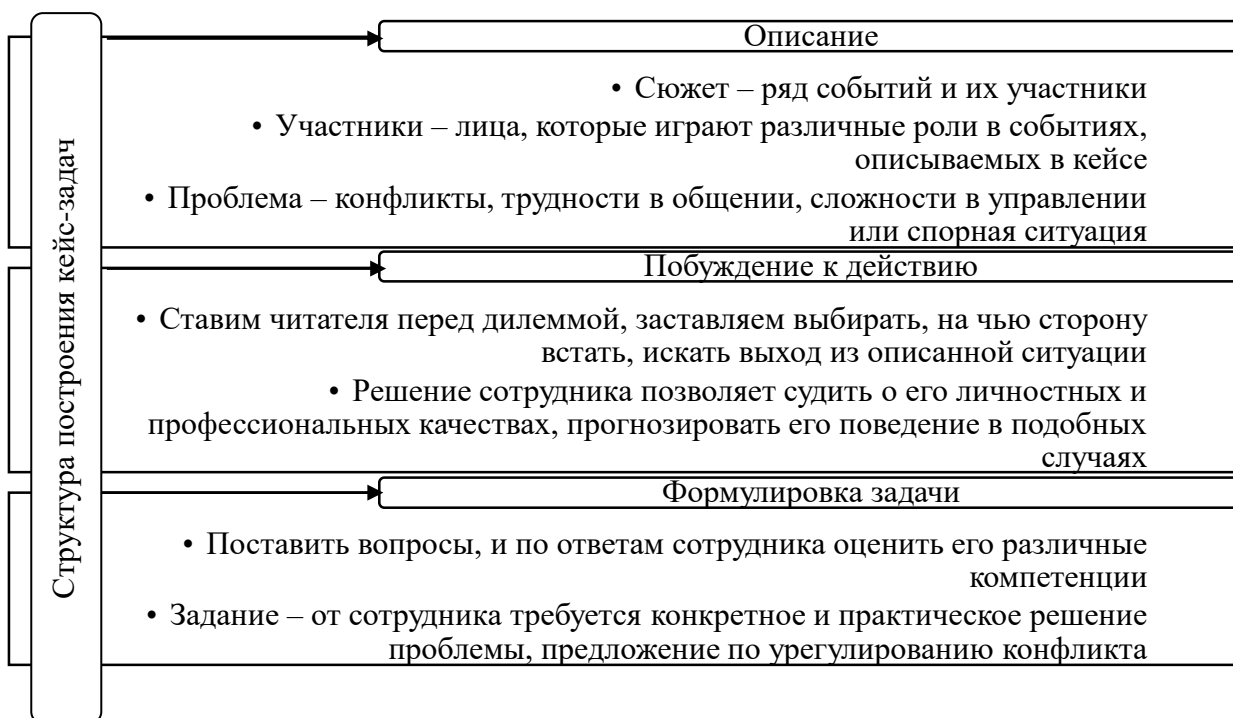 Структура построения кейс-задач
Описание
• Сюжет – ряд событий и их участники
• Участники – лица, которые играют различные роли в событиях,
описываемых в кейсе
• Проблема – конфликты, трудности в общении, сложности в управлении
или спорная ситуация
Побуждение к действию
• Ставим читателя перед дилеммой, заставляем выбирать, на чью сторону
встать, искать выход из описанной ситуации
• Решение сотрудника позволяет судить о его личностных и
профессиональных качествах, прогнозировать его поведение в подобных
случаях
Формулировка задачи
• Поставить вопросы, и по ответам сотрудника оценить его различные
компетенции
• Задание – от сотрудника требуется конкретное и практическое решение
проблемы, предложение по урегулированию конфликта